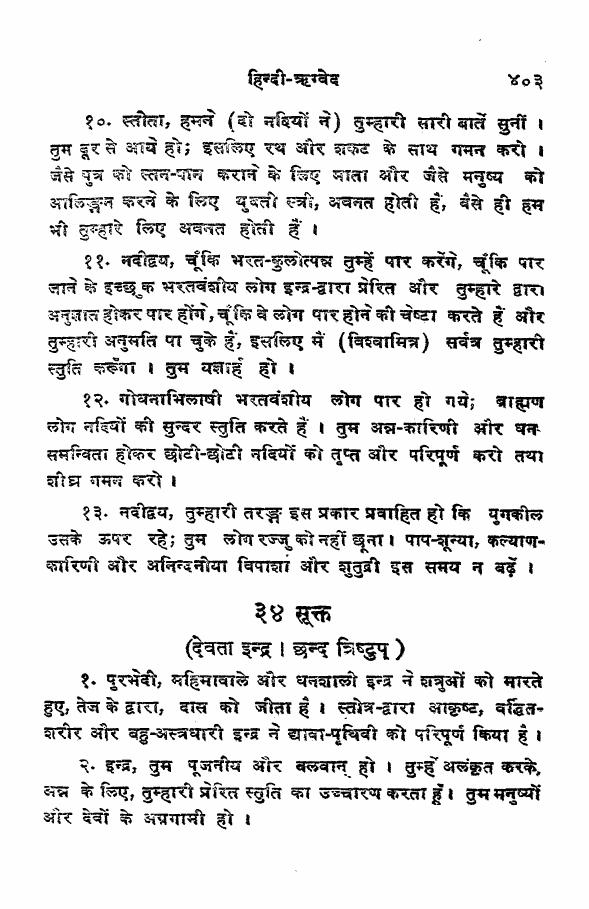 हिन्दी-ऋग्वेद ४०३
१०. स्तोता, हमने (दो नदियों ने) तुम्हारी सारी बातें सुनीं ।
तुम दूर से आये हो; इसलिए रथ और शकट के साथ गमन करो ।
जैसे पुत्र को स्तन-पान कराने के लिए माता और जैसे मनुष्य को
आलिङ्गन करने के लिए युवती स्त्री, अवनत होती हैं, वैसे ही हम
भी तुम्हारे लिए अवनत होती हैं ।
११. नदीद्वय, चूँकि भरत-कुलोत्पन्न तुम्हें पार करेंगे, चूँकि पार
जाने के इच्छुक भरतवंशीय लोग इन्द्र-द्वारा प्रेरित और तुम्हारे द्वारा
अनुज्ञात होकर पार होंगे, चूँकि वे लोग पार होने की चेष्टा करते हैं और
तुम्हारी अनुमति पा चुके हैं, इसलिए मैं (विश्वामित्र) सर्वत्र तुम्हारी
स्तुति करूँगा । तुम यज्ञार्ह हो ।
१२. गोधनाभिलाषी भरतवंशीय लोग पार हो गये; ब्राह्मण
लोग नदियों की सुन्दर स्तुति करते हैं । तुम अन्न-कारिणी और धन-
समन्विता होकर छोटी-छोटी नदियों को तृप्त और परिपूर्ण करो तथा
शीघ्र गमन करो ।
१३. नदीद्वय, तुम्हारी तरङ्ग इस प्रकार प्रवाहित हो कि युगकील
उसके ऊपर रहे; तुम लोग रज्जु को नहीं छूना । पाप-शून्या, कल्याण-
कारिणी और अनिन्दनीया विपाशा और शुतुद्री इस समय न बढ़ें ।
३४ सूक्त
(देवता इन्द्र । छन्द त्रिष्टुप् )
१. पुरभेदी, महिमावाले और धनशाली इन्द्र ने शत्रुओं को मारते
हुए, तेज के द्वारा, दास को जीता है । स्तोत्र-द्वारा आकृष्ट, वर्द्धित-
शरीर और बहु-अस्त्रधारी इन्द्र ने द्यावा-पृथिवी को परिपूर्ण किया है ।
२. इन्द्र, तुम पूजनीय और बलवान् हो । तुम्हें अलंकृत करके,
अन्न के लिए, तुम्हारी प्रेरित स्तुति का उच्चारण करता हूँ । तुम मनुष्यों
और देवों के अग्रगामी हो ।